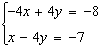 −4x + 4y = −8
x − 4y = −7